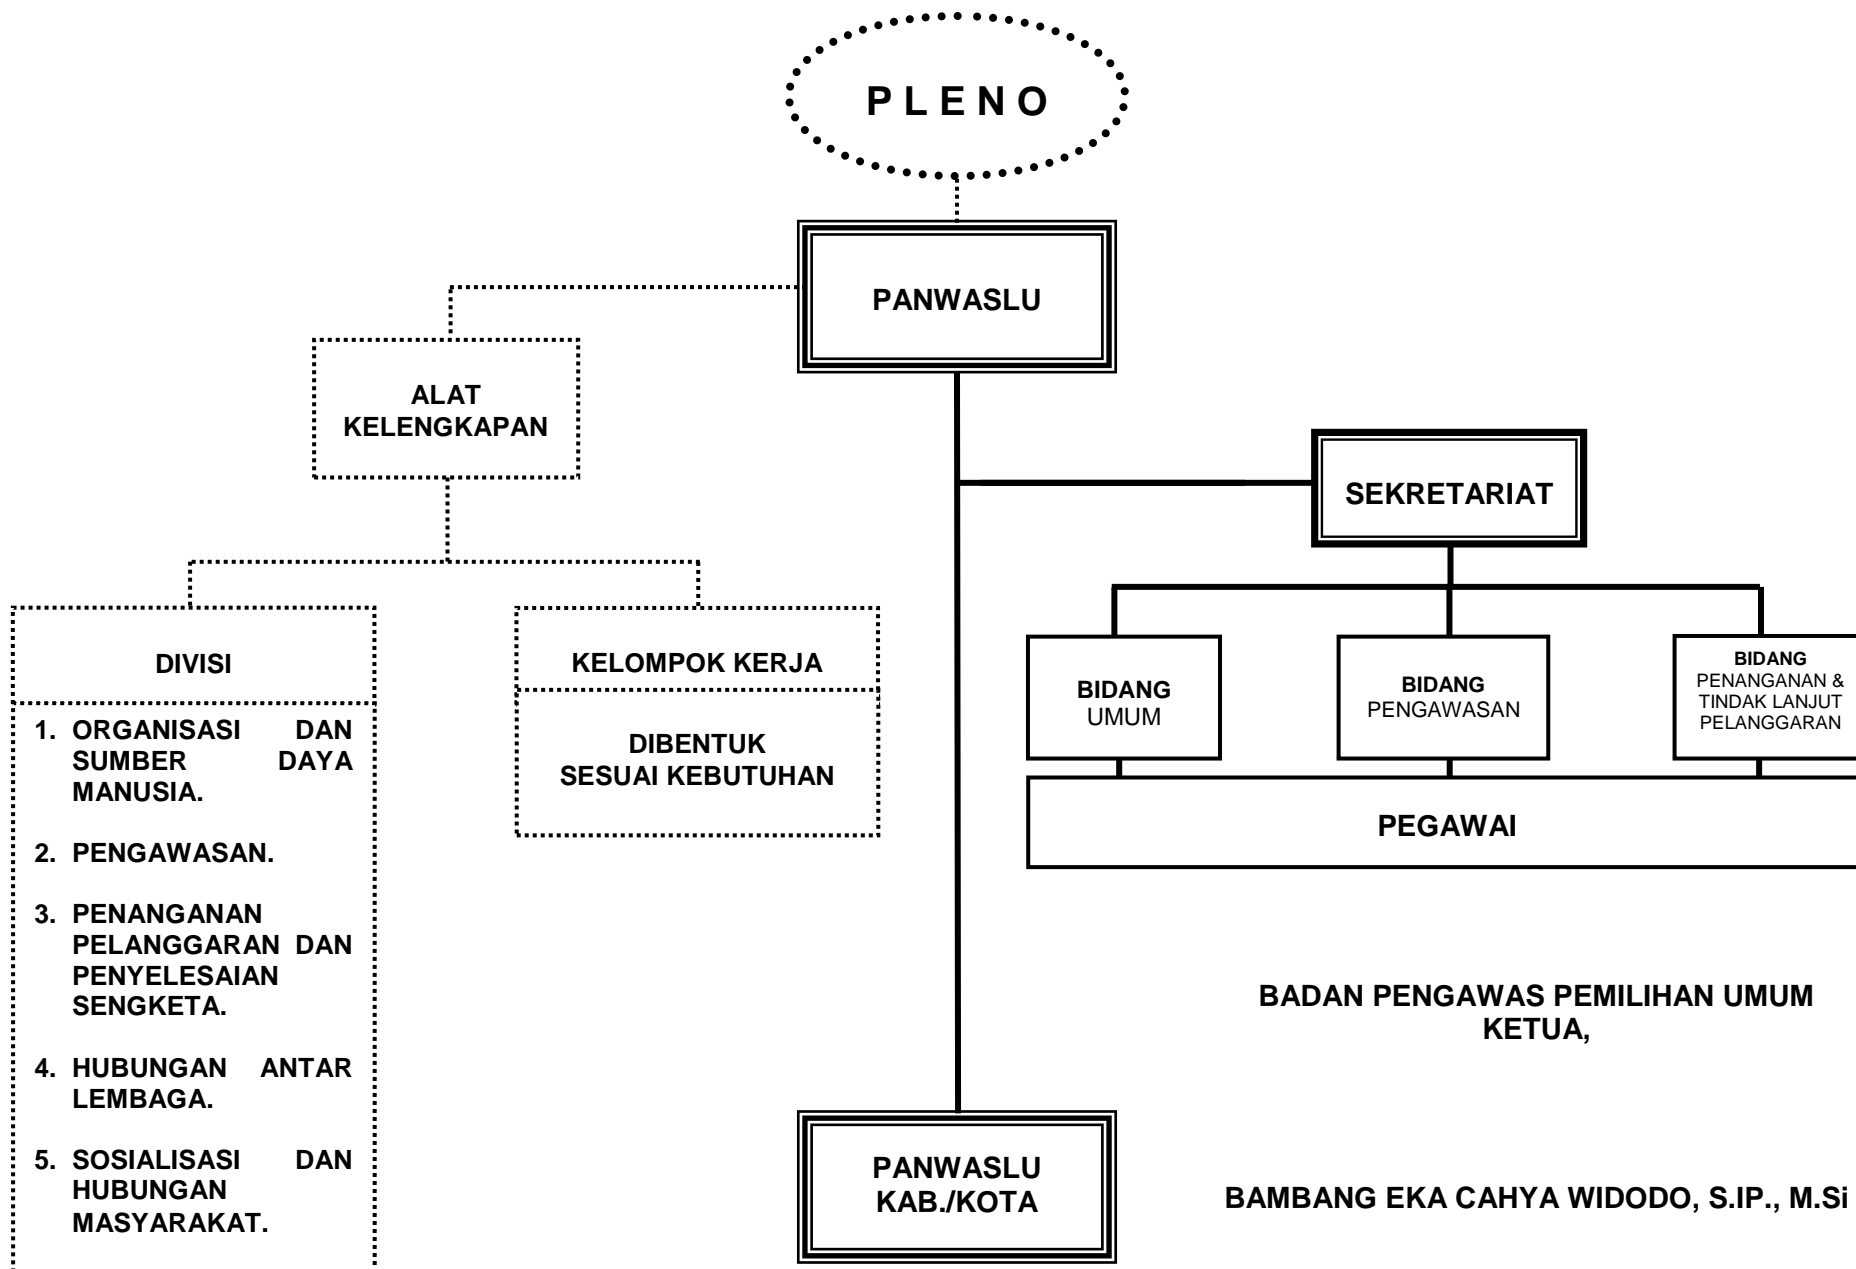 P L E N O
PANWASLU
ALAT
KELENGKAPAN
SEKRETARIAT
DIVISI
1. ORGANISASI DAN
SUMBER DAYA
MANUSIA.
2. PENGAWASAN.
3. PENANGANAN
PELANGGARAN DAN
PENYELESAIAN
SENGKETA.
4. HUBUNGAN ANTAR
LEMBAGA.
5. SOSIALISASI DAN
HUBUNGAN
MASYARAKAT.
KELOMPOK KERJA
DIBENTUK
SESUAI KEBUTUHAN
BIDANG
UMUM
BIDANG
PENGAWASAN
BIDANG
PENANGANAN &
TINDAK LANJUT
PELANGGARAN
PEGAWAI
BADAN PENGAWAS PEMILIHAN UMUM
KETUA,
PANWASLU
KAB./KOTA
BAMBANG EKA CAHYA WIDODO, S.IP., M.Si